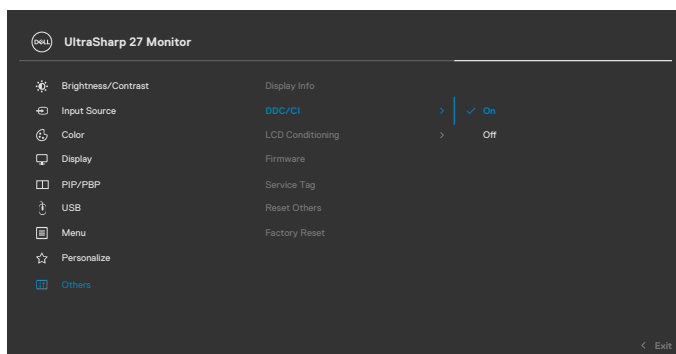 DELL UltraSharp 27 Monitor
Brightness/Contrast Display Info
Input Source DDC/CI > ✓ On
Color LCD Conditioning > Off
Display Firmware
PIP/PBP Service Tag
USB Reset Others
Menu Factory Reset
Personalize
Others
< Exit